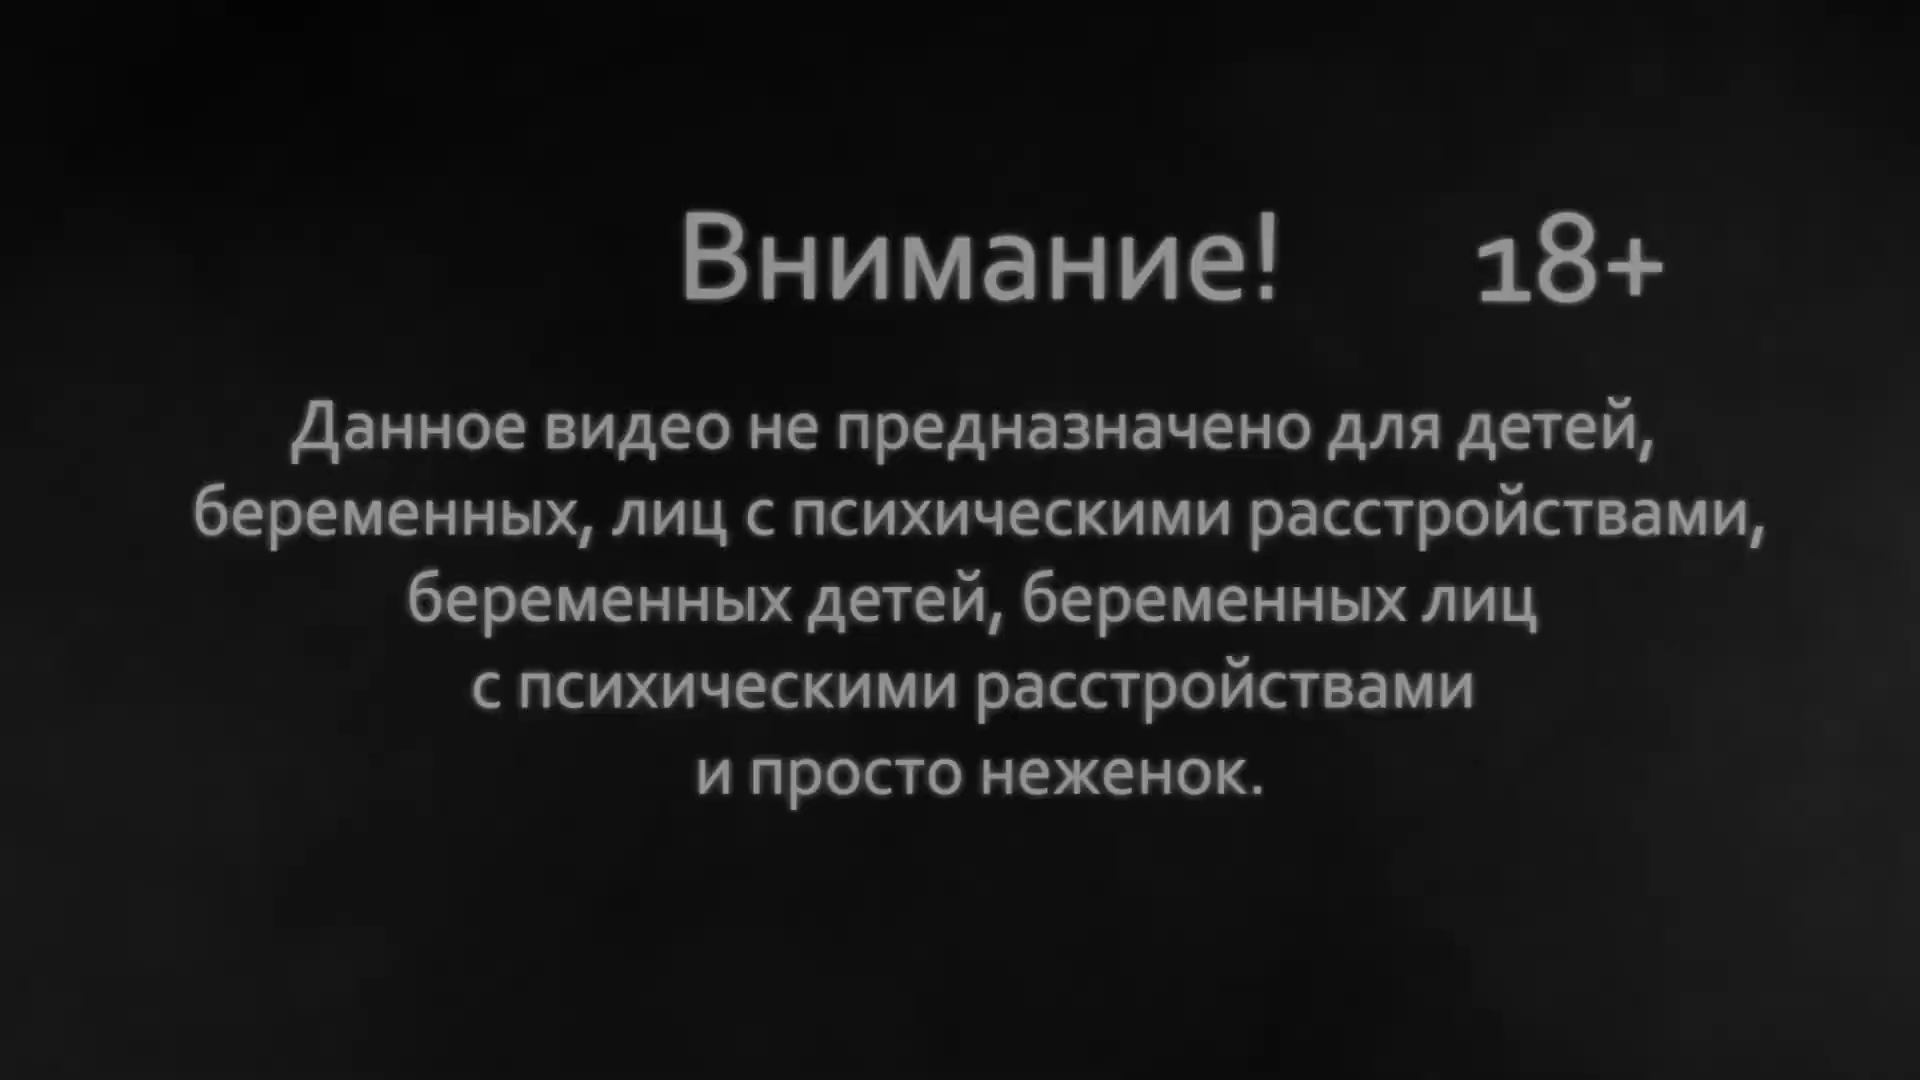 Внимание! 18+
Данное видео не предназначено для детей,
беременных, лиц с психическими расстройствами,
беременных детей, беременных лиц
с психическими расстройствами
и просто неженок.